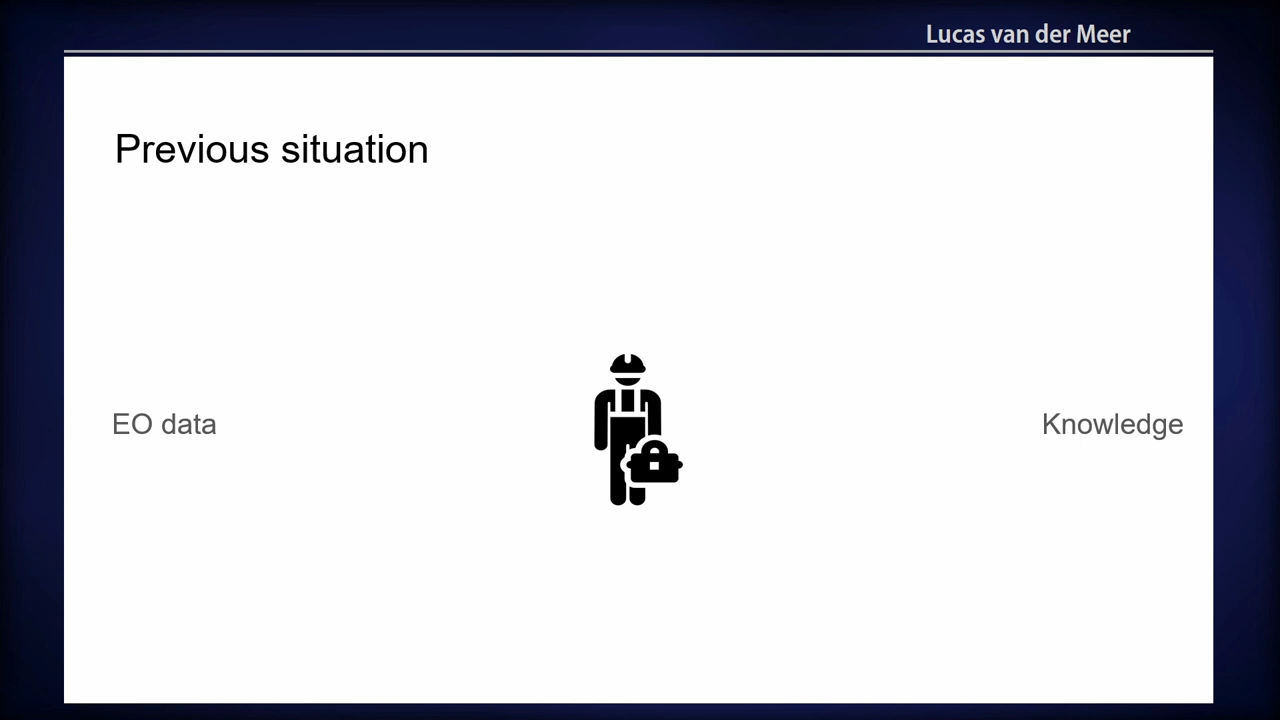 Lucas van der Meer
Previous situation
EO data
Knowledge